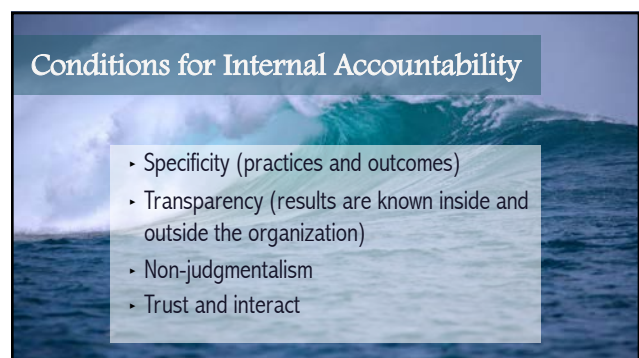 Conditions for Internal Accountability
‣ Specificity (practices and outcomes)
‣ Transparency (results are known inside and
outside the organization)
‣ Non-judgmentalism
‣ Trust and interact